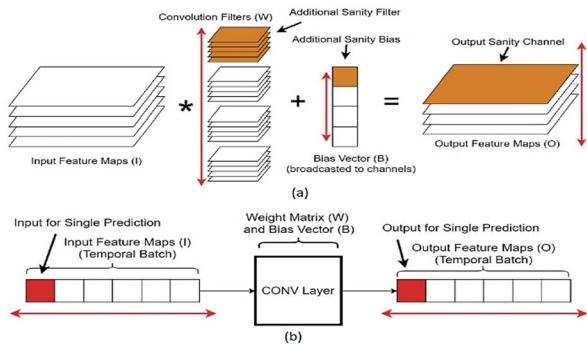 Convolution Filters (W)
Additional Sanity Filter
Additional Sanity Bias
Output Sanity Channel
*
+
=
Input Feature Maps (I)
Bias Vector (B)
(broadcasted to channels)
Output Feature Maps (O)
(a)
Input for Single Prediction
Input Feature Maps (I)
(Temporal Batch)
Weight Matrix (W)
and Bias Vector (B)
CONV Layer
Output for Single Prediction
Output Feature Maps (O)
(Temporal Batch)
(b)